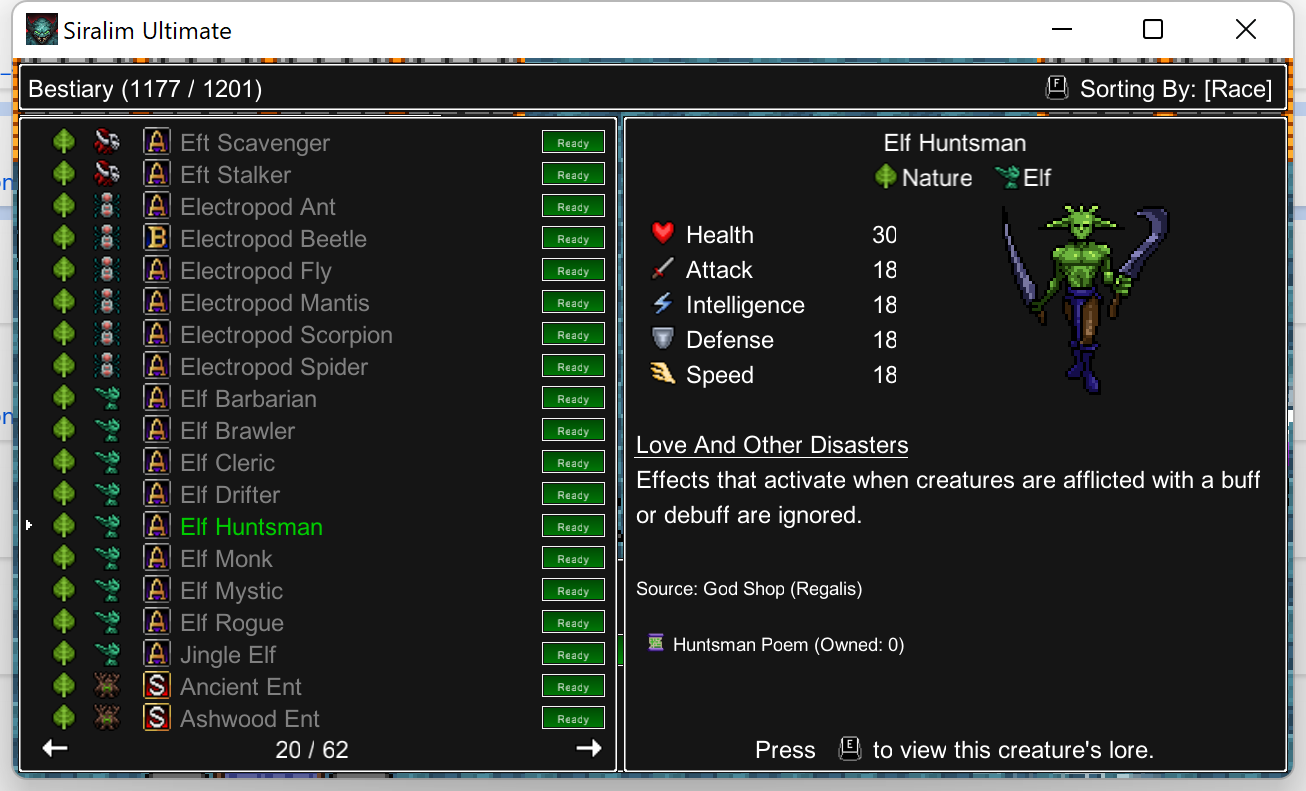 Siralim Ultimate
Bestiary (1177 / 1201)
F Sorting By: [Race]
A Eft Scavenger Ready
A Eft Stalker Ready
A Electropod Ant Ready
B Electropod Beetle Ready
A Electropod Fly Ready
A Electropod Mantis Ready
A Electropod Scorpion Ready
A Electropod Spider Ready
A Elf Barbarian Ready
A Elf Brawler Ready
A Elf Cleric Ready
A Elf Drifter Ready
A Elf Huntsman Ready
A Elf Monk Ready
A Elf Mystic Ready
A Elf Rogue Ready
A Jingle Elf Ready
S Ancient Ent Ready
S Ashwood Ent Ready
20 / 62
Elf Huntsman
Nature Elf
Health 30
Attack 18
Intelligence 18
Defense 18
Speed 18
Love And Other Disasters
Effects that activate when creatures are afflicted with a buff
or debuff are ignored.
Source: God Shop (Regalis)
Huntsman Poem (Owned: 0)
Press E to view this creature's lore.